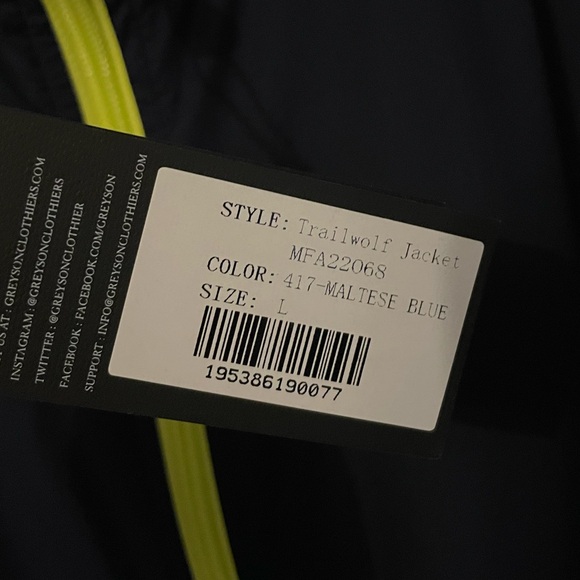 STYLE: Trailwolf Jacket
MFA22068
COLOR: 417-MALTESE BLUE
SIZE: L
195386190077
US AT : GREYSONCLOTHIERS.COM
INSTAGRAM : @GREYSONCLOTHIERS
TWITTER : @GREYSONCLOTHIER
FACEBOOK : FACEBOOK.COM/GREYSON
SUPPORT : INFO@GREYSONCLOTHIERS.COM